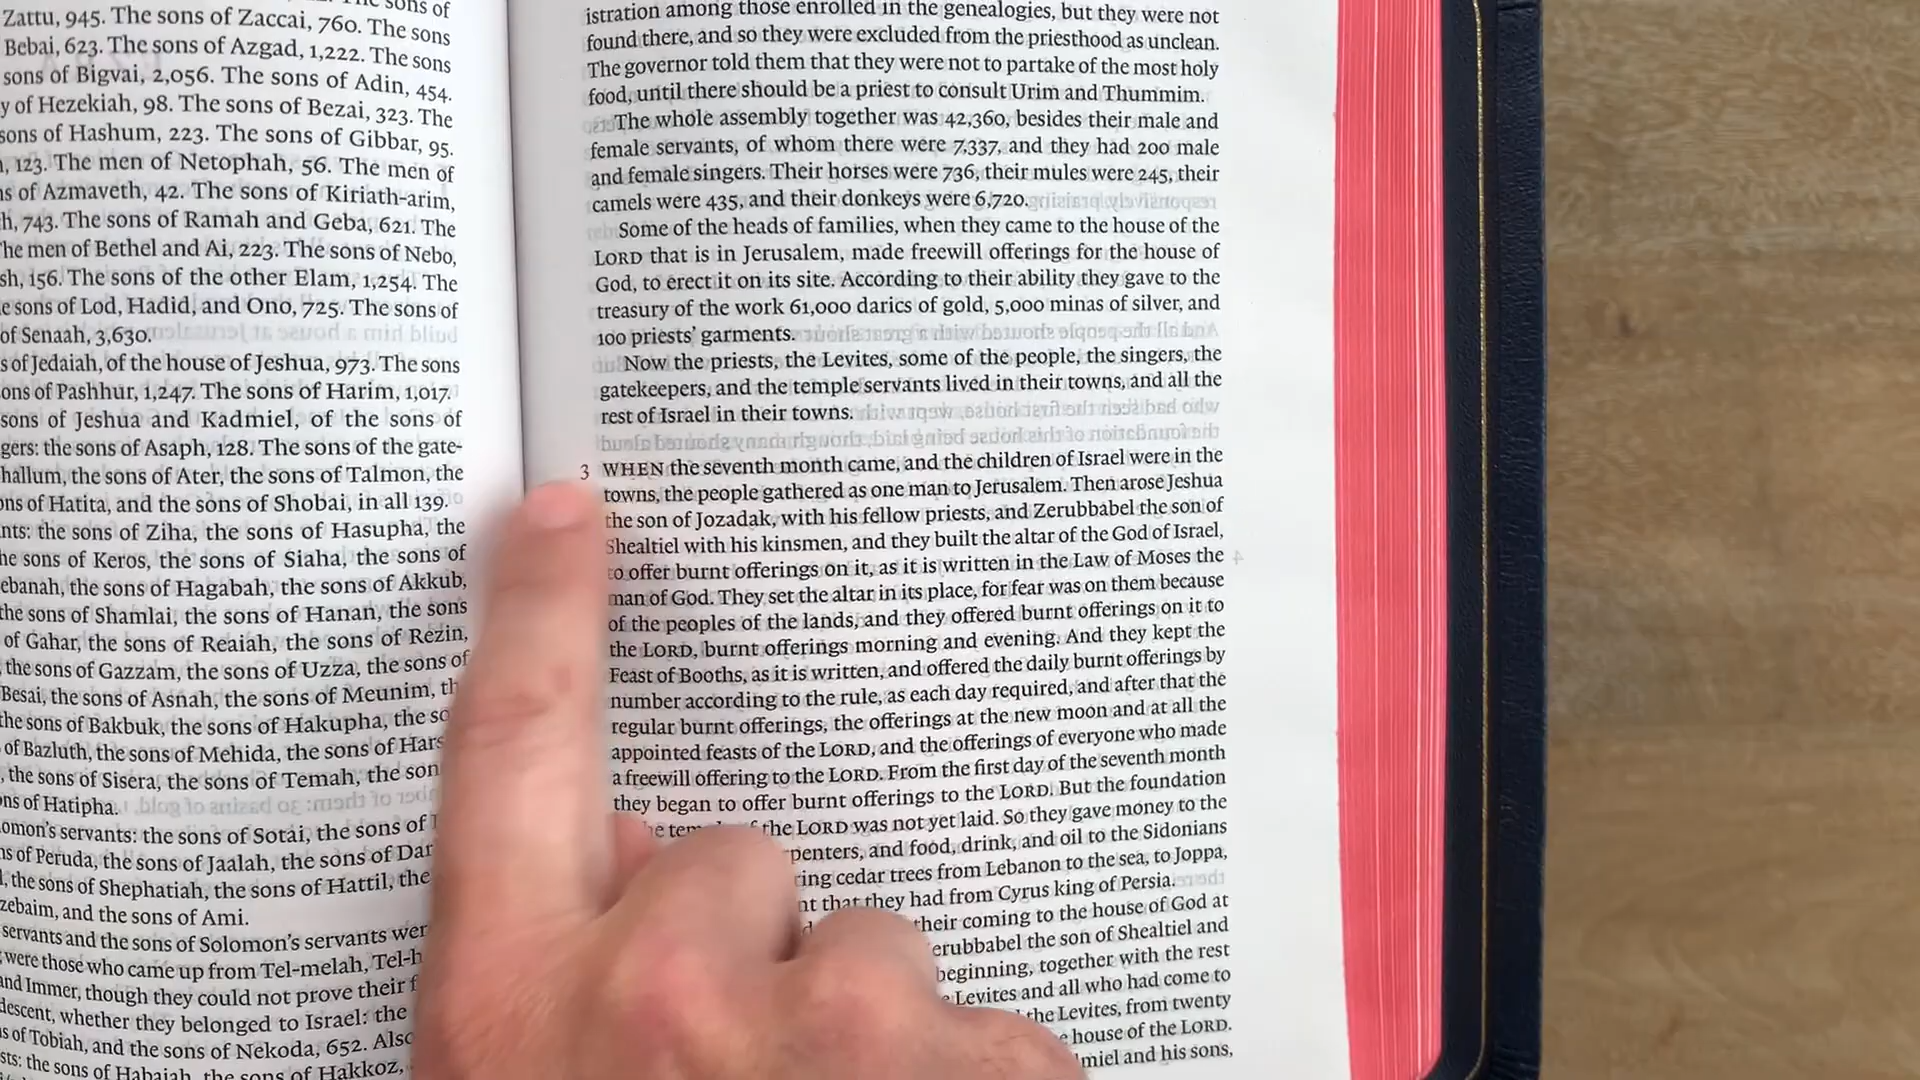 sons of
Zattu, 945. The sons of Zaccai, 760. The sons
Bebai, 623. The sons of Azgad, 1,222. The sons
sons of Bigvai, 2,056. The sons of Adin, 454.
y of Hezekiah, 98. The sons of Bezai, 323. The
sons of Hashum, 223. The sons of Gibbar, 95.
, 123. The men of Netophah, 56. The men of
ns of Azmaveth, 42. The sons of Kiriath-arim,
h, 743. The sons of Ramah and Geba, 621. The
he men of Bethel and Ai, 223. The sons of Nebo,
sh, 156. The sons of the other Elam, 1,254. The
e sons of Lod, Hadid, and Ono, 725. The sons of
of Senaah, 3,630.
s of Jedaiah, of the house of Jeshua, 973. The sons
ons of Pashhur, 1,247. The sons of Harim, 1,017.
sons of Jeshua and Kadmiel, of the sons of
gers: the sons of Asaph, 128. The sons of the gate-
hallum, the sons of Ater, the sons of Talmon, the
ons of Hatita, and the sons of Shobai, in all 139.
nts: the sons of Ziha, the sons of Hasupha, the
he sons of Keros, the sons of Siaha, the sons of
ebanah, the sons of Hagabah, the sons of Akkub,
the sons of Shamlai, the sons of Hanan, the sons
of Gahar, the sons of Reaiah, the sons of Rezin,
, the sons of Gazzam, the sons of Uzza, the sons of
Besai, the sons of Asnah, the sons of Meunim, th
the sons of Bakbuk, the sons of Hakupha, the so
of Bazluth, the sons of Mehida, the sons of Hars
, the sons of Sisera, the sons of Temah, the son
ns of Hatipha.
omon's servants: the sons of Sotai, the sons of
ns of Peruda, the sons of Jaalah, the sons of Dar
, the sons of Shephatiah, the sons of Hattil, the
zebaim, and the sons of Ami.
servants and the sons of Solomon's servants wer
were those who came up from Tel-melah, Tel-h
and Immer, though they could not prove their f
descent, whether they belonged to Israel: the
s of Tobiah, and the sons of Nekoda, 652. Also
sts: the sons of Habaiah, the sons of Hakkoz,
istration among those enrolled in the genealogies, but they were not
found there, and so they were excluded from the priesthood as unclean.
The governor told them that they were not to partake of the most holy
food, until there should be a priest to consult Urim and Thummim.
The whole assembly together was 42,360, besides their male and
female servants, of whom there were 7,337, and they had 200 male
and female singers. Their horses were 736, their mules were 245, their
camels were 435, and their donkeys were 6,720.
Some of the heads of families, when they came to the house of the
LORD that is in Jerusalem, made freewill offerings for the house of
God, to erect it on its site. According to their ability they gave to the
treasury of the work 61,000 darics of gold, 5,000 minas of silver, and
100 priests' garments.
Now the priests, the Levites, some of the people, the singers, the
gatekeepers, and the temple servants lived in their towns, and all the
rest of Israel in their towns.
3 WHEN the seventh month came, and the children of Israel were in the
towns, the people gathered as one man to Jerusalem. Then arose Jeshua
the son of Jozadak, with his fellow priests, and Zerubbabel the son of
Shealtiel with his kinsmen, and they built the altar of the God of Israel,
to offer burnt offerings on it, as it is written in the Law of Moses the
man of God. They set the altar in its place, for fear was on them because
of the peoples of the lands, and they offered burnt offerings on it to
the LORD, burnt offerings morning and evening. And they kept the
Feast of Booths, as it is written, and offered the daily burnt offerings by
number according to the rule, as each day required, and after that the
regular burnt offerings, the offerings at the new moon and at all the
appointed feasts of the LORD, and the offerings of everyone who made
a freewill offering to the LORD. From the first day of the seventh month
they began to offer burnt offerings to the LORD. But the foundation
the LORD was not yet laid. So they gave money to the
penters, and food, drink, and oil to the Sidonians
ring cedar trees from Lebanon to the sea, to Joppa,
nt that they had from Cyrus king of Persia.
their coming to the house of God at
erubbabel the son of Shealtiel and
beginning, together with the rest
Levites and all who had come to
the Levites, from twenty
house of the LORD.
miel and his sons,